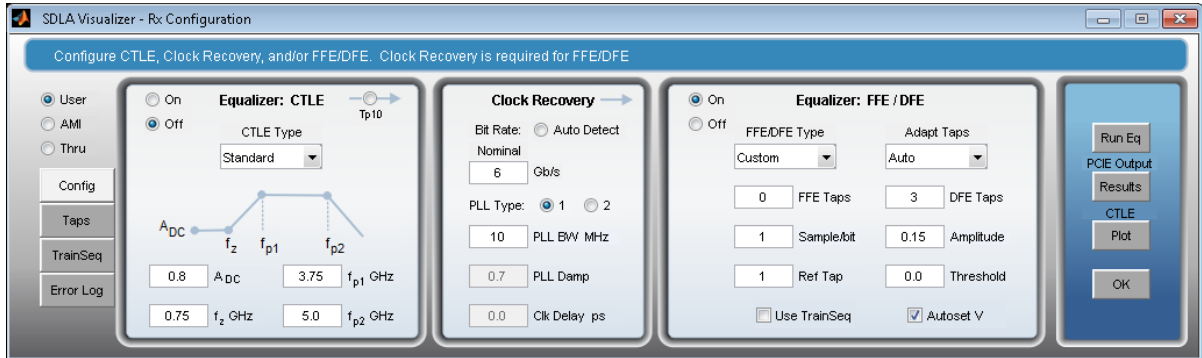 SDLA Visualizer - Rx Configuration
Configure CTLE, Clock Recovery, and/or FFE/DFE. Clock Recovery is required for FFE/DFE
User
AMI
Thru
Config
Taps
TrainSeq
Error Log
On
Off
Equalizer: CTLE
Tp10
CTLE Type
Standard
ADC
fz
fp1
fp2
0.8 ADC 3.75 fp1 GHz
0.75 fz GHz 5.0 fp2 GHz
Clock Recovery
Bit Rate: Auto Detect
Nominal
6 Gb/s
PLL Type: 1 2
10 PLL BW MHz
0.7 PLL Damp
0.0 Clk Delay ps
On
Off
Equalizer: FFE / DFE
FFE/DFE Type Adapt Taps
Custom Auto
0 FFE Taps 3 DFE Taps
1 Sample/bit 0.15 Amplitude
1 Ref Tap 0.0 Threshold
Use TrainSeq Autoset V
Run Eq
PCIE Output
Results
CTLE
Plot
OK